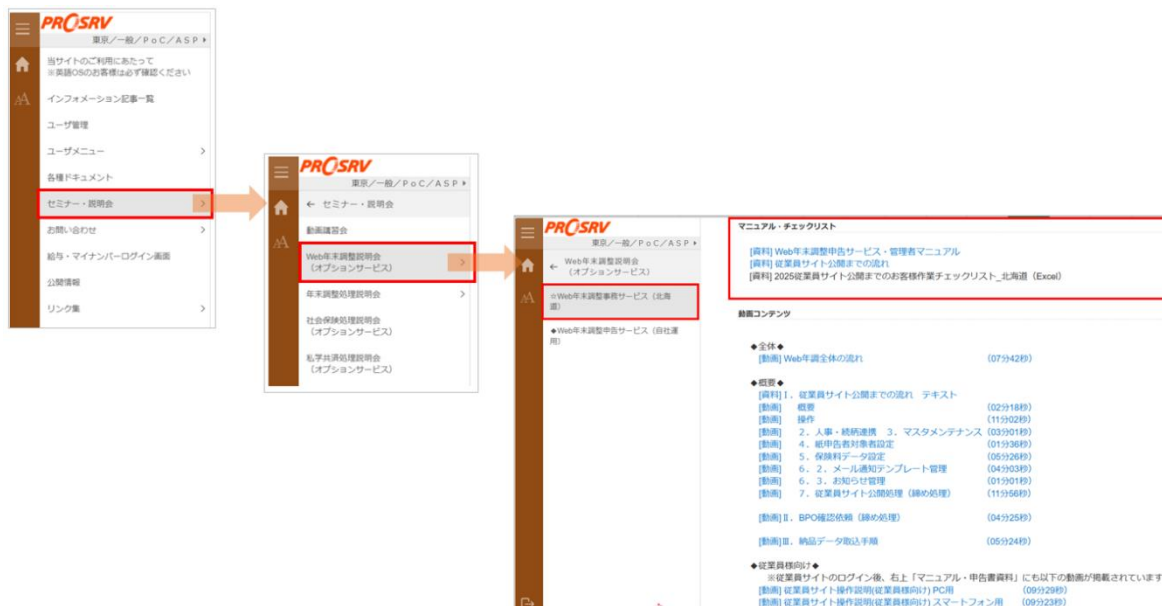 PROSRV
東京／一般／PoC／ASP
当サイトのご利用にあたって
※英語OSのお客様は必ず確認ください
インフォメーション記事一覧
ユーザ管理
ユーザメニュー
各種ドキュメント
セミナー・説明会
お問い合わせ
給与・マイナンバーログイン画面
公開情報
リンク集
PROSRV
東京／一般／PoC／ASP
← セミナー・説明会
動画講習会
Web年末調整説明会
（オプションサービス）
年末調整処理説明会
社会保険処理説明会
（オプションサービス）
私学共済処理説明会
（オプションサービス）
PROSRV
東京／一般／PoC／ASP
← Web年末調整説明会
（オプションサービス）
☆Web年末調整事務サービス（北海
道）
◆Web年末調整申告サービス（自社運
用）
マニュアル・チェックリスト
[資料] Web年末調整申告サービス・管理者マニュアル
[資料] 従業員サイト公開までの流れ
[資料] 2025従業員サイト公開までのお客様作業チェックリスト_北海道（Excel）
動画コンテンツ
◆全体◆
[動画] Web年調全体の流れ （07分42秒）
◆概要◆
[資料] I．従業員サイト公開までの流れ テキスト
[動画] 概要 （02分18秒）
[動画] 操作 （11分02秒）
[動画] 2．人事・続柄連携 3．マスタメンテナンス （03分01秒）
[動画] 4．紙申告者対象者設定 （01分36秒）
[動画] 5．保険料データ設定 （05分26秒）
[動画] 6．2．メール通知テンプレート管理 （04分03秒）
[動画] 6．3．お知らせ管理 （01分01秒）
[動画] 7．従業員サイト公開処理（締め処理） （11分56秒）
[動画] II．BPO確認依頼（締め処理） （04分25秒）
[動画] III．納品データ取込手順 （05分24秒）
◆従業員様向け◆
※従業員サイトのログイン後、右上「マニュアル・申告書資料」にも以下の動画が掲載されています
[動画] 従業員サイト操作説明(従業員様向け) PC用 （09分29秒）
[動画] 従業員サイト操作説明(従業員様向け) スマートフォン用 （09分23秒）